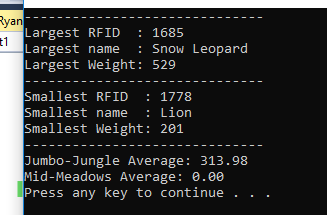 Ryan
t1
----------------------------
Largest RFID  : 1685
Largest name  : Snow Leopard
Largest Weight: 529
----------------------------
Smallest RFID  : 1778
Smallest name  : Lion
Smallest Weight: 201
----------------------------
Jumbo-Jungle Average: 313.98
Mid-Meadows Average: 0.00
Press any key to continue . . .